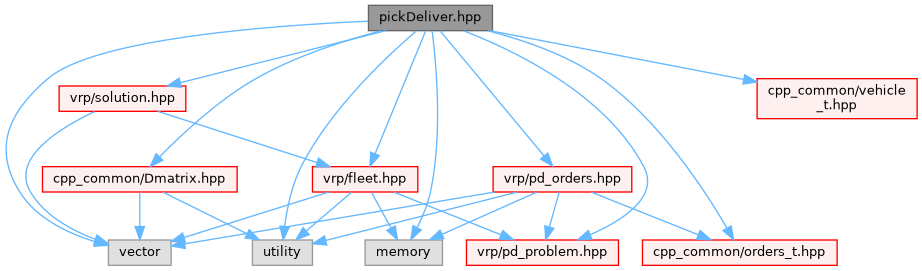 pickDeliver.hpp
vrp/solution.hpp
cpp_common/vehicle
_t.hpp
cpp_common/Dmatrix.hpp
vrp/fleet.hpp
vrp/pd_orders.hpp
vector
utility
memory
vrp/pd_problem.hpp
cpp_common/orders_t.hpp